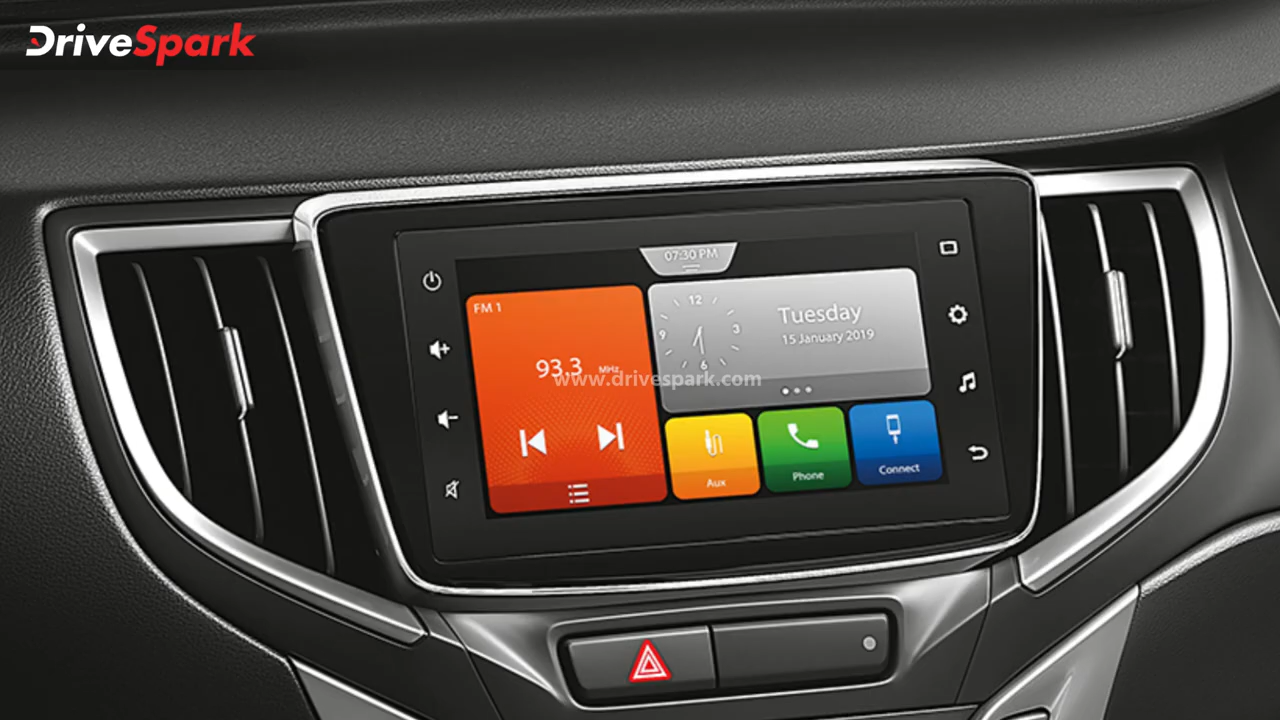 DriveSpark
07:30 PM
FM 1
93.3 MHz
12
9
3
6
Tuesday
15 January 2019
www.drivespark.com
Aux
Phone
Connect